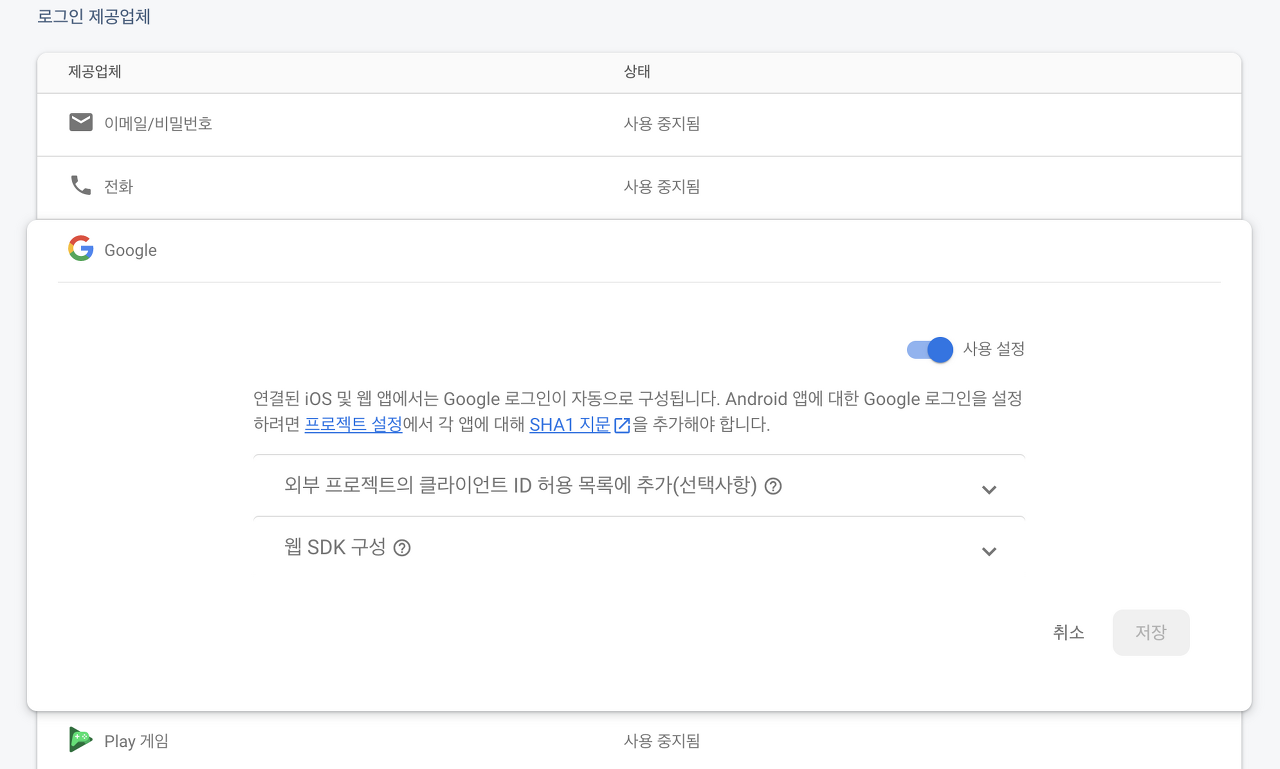 로그인 제공업체
제공업체 상태
이메일/비밀번호 사용 중지됨
전화 사용 중지됨
Google
사용 설정
연결된 iOS 및 웹 앱에서는 Google 로그인이 자동으로 구성됩니다. Android 앱에 대한 Google 로그인을 설정
하려면 프로젝트 설정에서 각 앱에 대해 SHA1 지문을 추가해야 합니다.
외부 프로젝트의 클라이언트 ID 허용 목록에 추가(선택사항)
웹 SDK 구성
취소 저장
Play 게임 사용 중지됨